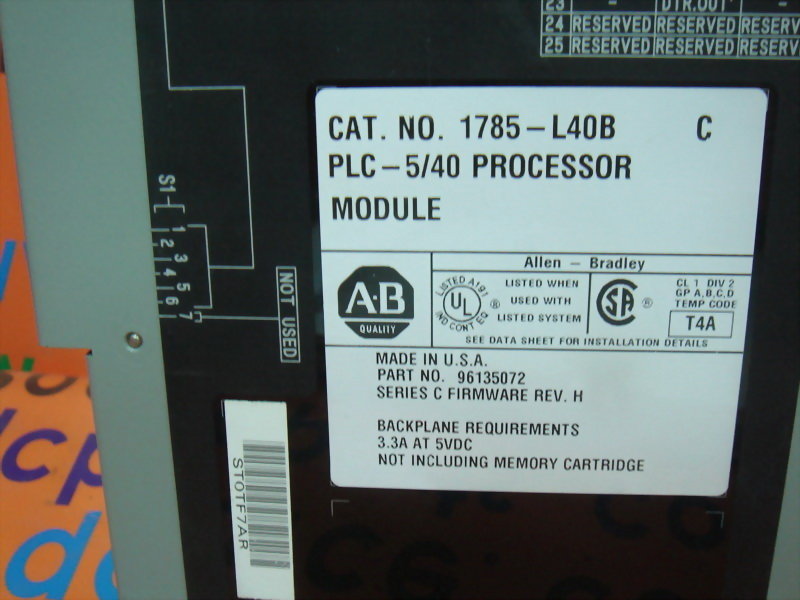 23 - DTR.OUT
24 RESERVED RESERVED RESERVE
25 RESERVED RESERVED RESERV
CAT. NO. 1785-L40B C
PLC-5/40 PROCESSOR
MODULE
S1
1
2
3
4
5
6
7
NOT USED
A-B
QUALITY
Allen - Bradley
LISTED A191
UL
®
IND CONT EQ
LISTED WHEN
USED WITH
LISTED SYSTEM
SA
®
CL 1 DIV 2
GP A,B,C,D
TEMP CODE
T4A
SEE DATA SHEET FOR INSTALLATION DETAILS
MADE IN U.S.A.
PART NO. 96135072
SERIES C FIRMWARE REV. H
BACKPLANE REQUIREMENTS
3.3A AT 5VDC
NOT INCLUDING MEMORY CARTRIDGE
ST0TF7AR